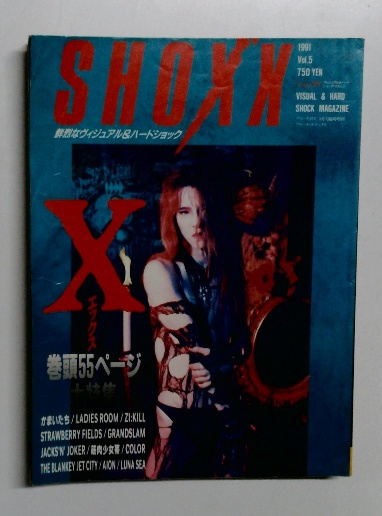 SHOXX
鮮烈なヴィジュアル&ハードショック
1991
Vol.5
750 YEN
VISUAL & HARD
SHOCK MAGAZINE
X
エックス
巻頭55ページ
大特集
かまいたち / LADIES ROOM / ZI:KILL
STRAWBERRY FIELDS / GRANDSLAM
JACKS'N'JOKER / 筋肉少女帯 / COLOR
THE BLANKEY JET CITY / AION / LUNA SEA